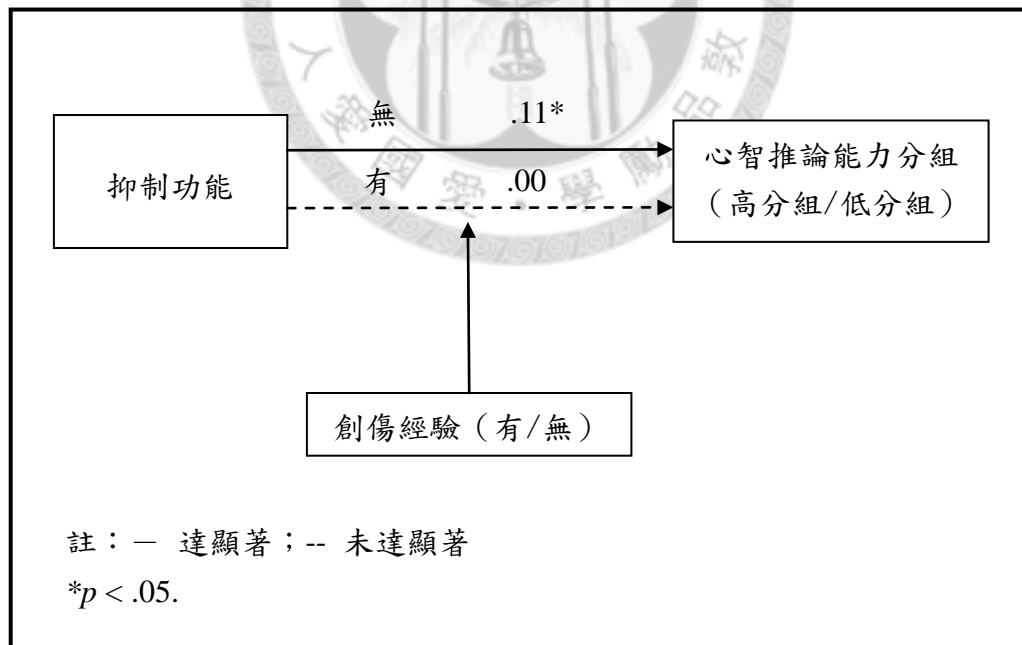 無 .11*
抑制功能
有 .00
心智推論能力分組
（高分組/低分組）
創傷經驗（有/無）
註：－ 達顯著；-- 未達顯著
*p < .05.